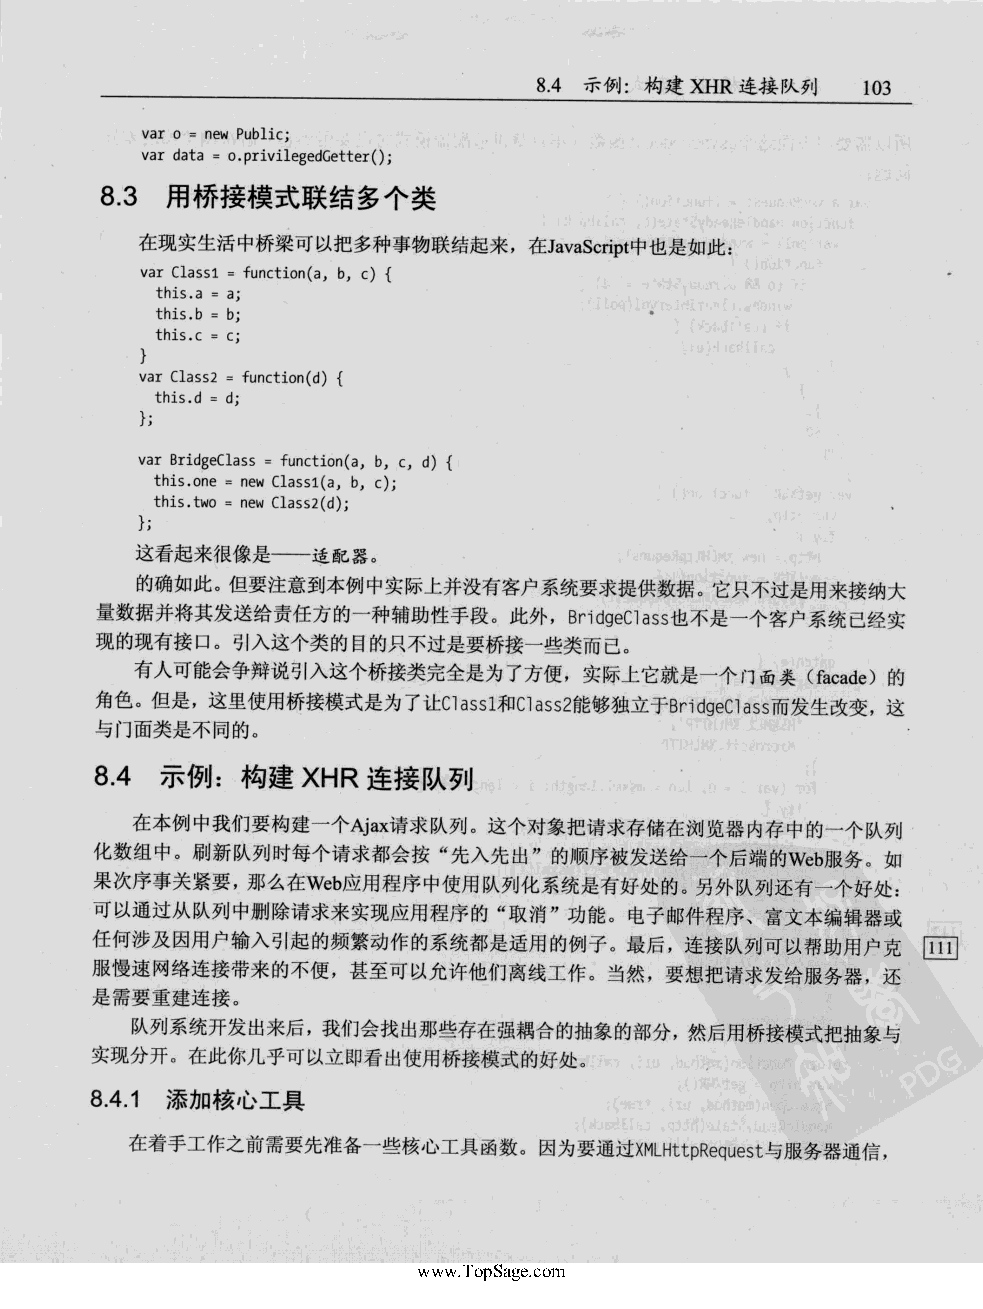 8.4 示例：构建 XHR 连接队列 103
var o = new Public;
var data = o.privilegedGetter();
8.3 用桥接模式联结多个类
在现实生活中桥梁可以把多种事物联结起来，在JavaScript中也是如此：
var Class1 = function(a, b, c) {
this.a = a;
this.b = b;
this.c = c;
}
var Class2 = function(d) {
this.d = d;
};
var BridgeClass = function(a, b, c, d) {
this.one = new Class1(a, b, c);
this.two = new Class2(d);
};
这看起来很像是——适配器。
的确如此。但要注意到本例中实际上并没有客户系统要求提供数据。它只不过是用来接纳大
量数据并将其发送给责任方的一种辅助性手段。此外，BridgeClass也不是一个客户系统已经实
现的现有接口。引入这个类的目的只不过是要桥接一些类而已。
有人可能会争辩说引入这个桥接类完全是为了方便，实际上它就是一个门面类（facade）的
角色。但是，这里使用桥接模式是为了让Class1和Class2能够独立于BridgeClass而发生改变，这
与门面类是不同的。
8.4 示例：构建 XHR 连接队列
在本例中我们要构建一个Ajax请求队列。这个对象把请求存储在浏览器内存中的一个队列
化数组中。刷新队列时每个请求都会按“先入先出”的顺序被发送给一个后端的Web服务。如
果次序事关紧要，那么在Web应用程序中使用队列化系统是有好处的。另外队列还有一个好处：
可以通过从队列中删除请求来实现应用程序的“取消”功能。电子邮件程序、富文本编辑器或
任何涉及因用户输入引起的频繁动作的系统都是适用的例子。最后，连接队列可以帮助用户克
111
服慢速网络连接带来的不便，甚至可以允许他们离线工作。当然，要想把请求发给服务器，还
是需要重建连接。
队列系统开发出来后，我们会找出那些存在强耦合的抽象的部分，然后用桥接模式把抽象与
实现分开。在此你几乎可以立即看出使用桥接模式的好处。
PDG
8.4.1 添加核心工具
在着手工作之前需要先准备一些核心工具函数。因为要通过XMLHttpRequest与服务器通信，
www.TopSage.com